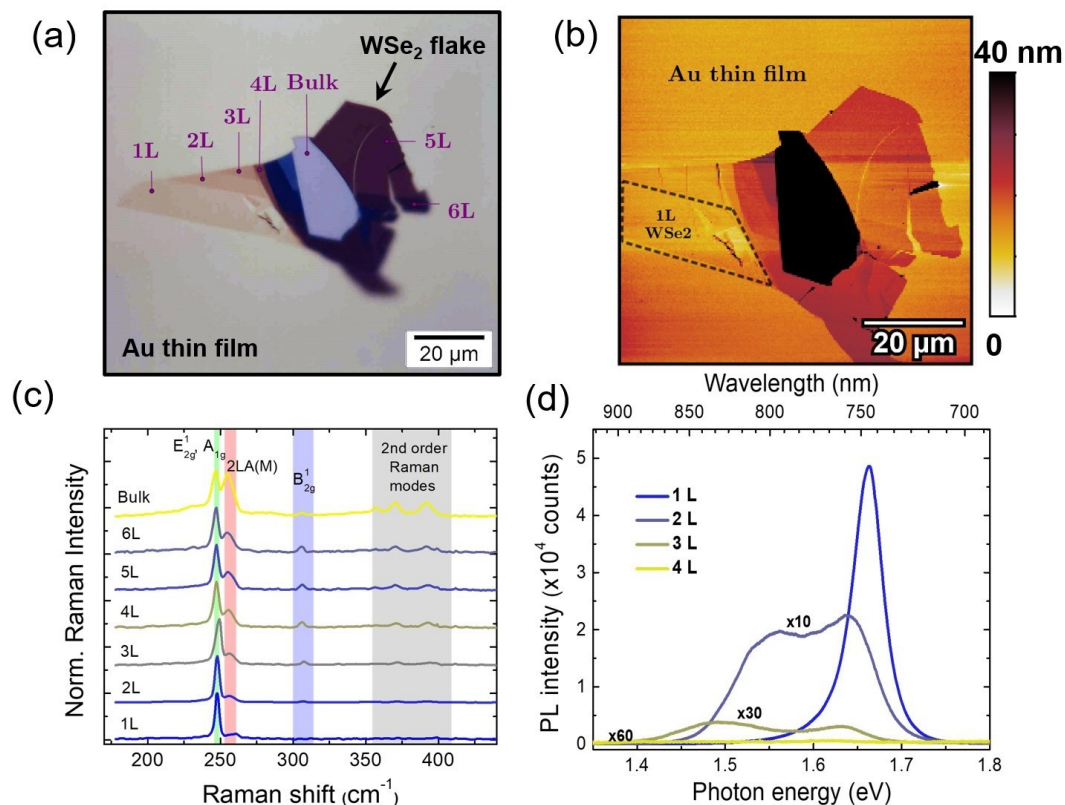 (a)
WSe₂ flake
Bulk
4L
3L
2L
1L
5L
6L
Au thin film
20 µm
(b)
Au thin film
1L
WSe2
20 µm
40 nm
0
(c)
Norm. Raman Intensity
E¹₂g, A₁g
2LA(M)
B¹₂g
2nd order
Raman
modes
Bulk
6L
5L
4L
3L
2L
1L
200 250 300 350 400
Raman shift (cm⁻¹)
(d)
Wavelength (nm)
900 850 800 750 700
PL intensity (x10⁴ counts)
5
4
3
2
1
0
1 L
2 L
3 L
4 L
x10
x30
x60
1.4 1.5 1.6 1.7 1.8
Photon energy (eV)